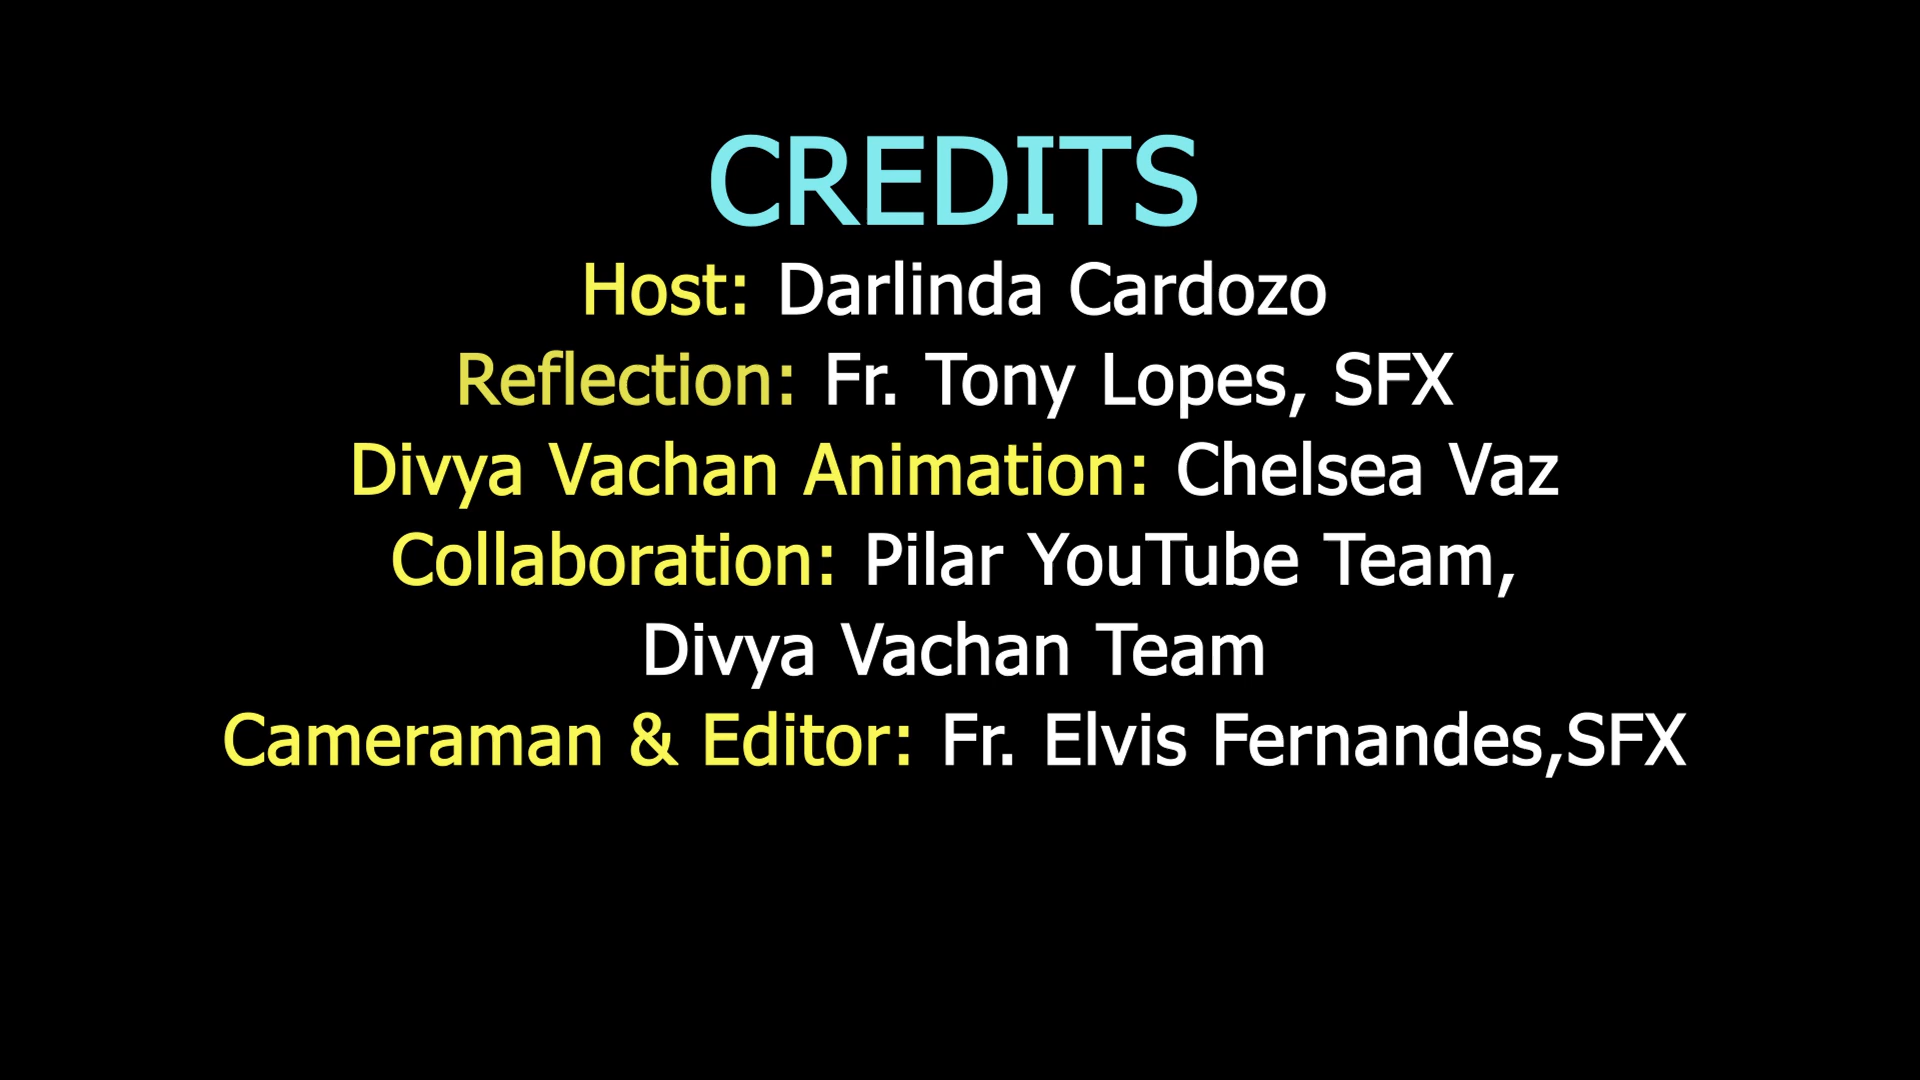 CREDITS
Host: Darlinda Cardozo
Reflection: Fr. Tony Lopes, SFX
Divya Vachan Animation: Chelsea Vaz
Collaboration: Pilar YouTube Team,
Divya Vachan Team
Cameraman & Editor: Fr. Elvis Fernandes,SFX